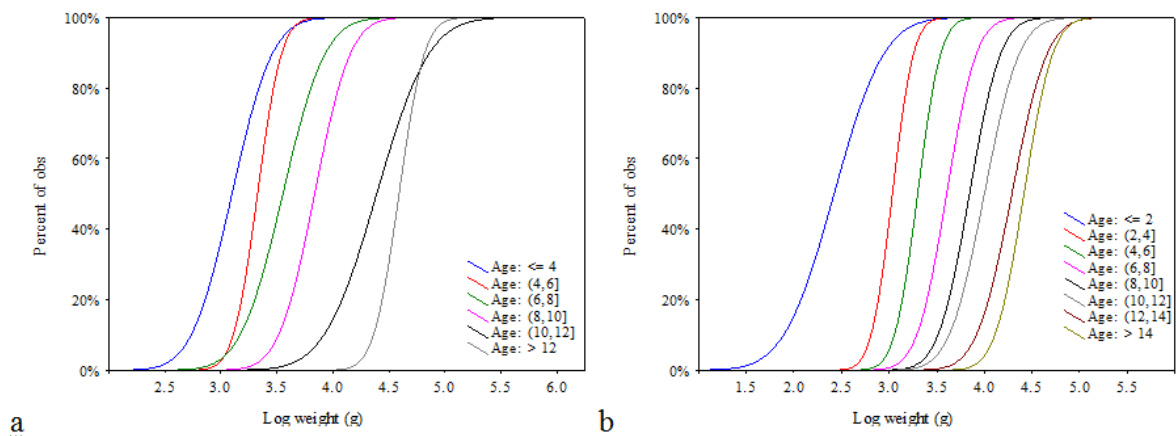 100%
80%
60%
40%
20%
0%
Percent of obs
2.5 3.0 3.5 4.0 4.5 5.0 5.5 6.0
Log weight (g)
Age: <= 4
Age: (4,6]
Age: (6,8]
Age: (8,10]
Age: (10,12]
Age: > 12
a
100%
80%
60%
40%
20%
0%
Percent of obs
1.5 2.0 2.5 3.0 3.5 4.0 4.5 5.0 5.5
Log weight (g)
Age: <= 2
Age: (2,4]
Age: (4,6]
Age: (6,8]
Age: (8,10]
Age: (10,12]
Age: (12,14]
Age: > 14
b